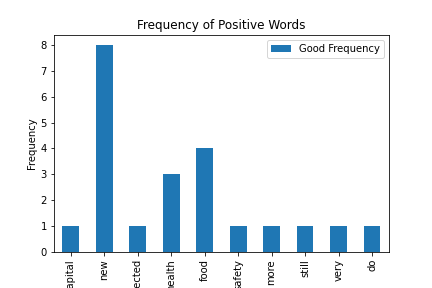 Frequency of Positive Words
Good Frequency
Frequency
8
7
6
5
4
3
2
1
0
apital
new
ected
ealth
food
safety
more
still
very
do